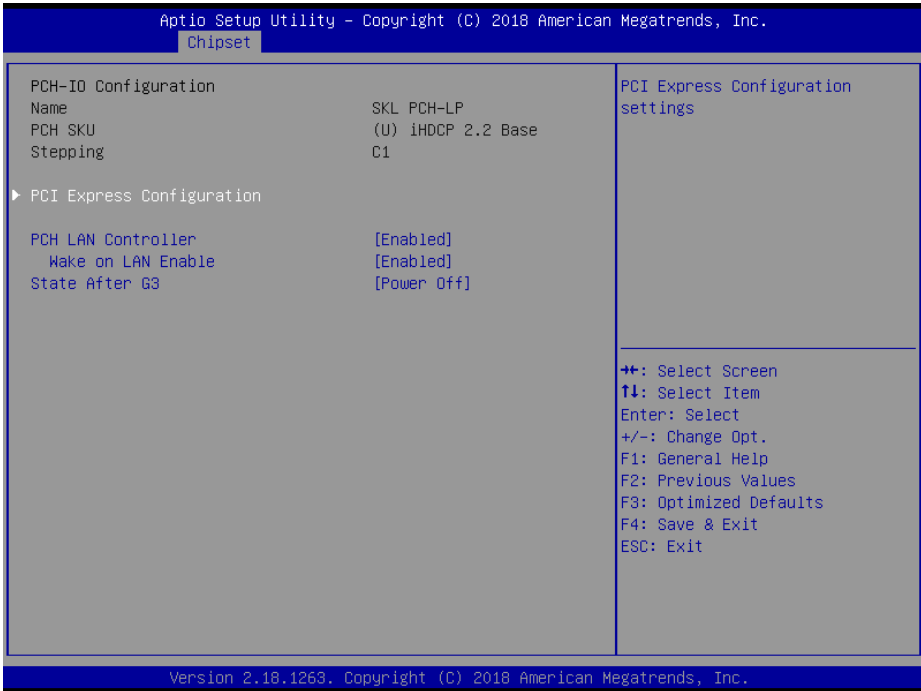 Aptio Setup Utility – Copyright (C) 2018 American Megatrends, Inc.
Chipset
PCH-IO Configuration
Name SKL PCH-LP
PCH SKU (U) iHDCP 2.2 Base
Stepping C1
PCI Express Configuration
PCH LAN Controller [Enabled]
Wake on LAN Enable [Enabled]
State After G3 [Power Off]
PCI Express Configuration
settings
→←: Select Screen
↑↓: Select Item
Enter: Select
+/-: Change Opt.
F1: General Help
F2: Previous Values
F3: Optimized Defaults
F4: Save & Exit
ESC: Exit
Version 2.18.1263. Copyright (C) 2018 American Megatrends, Inc.